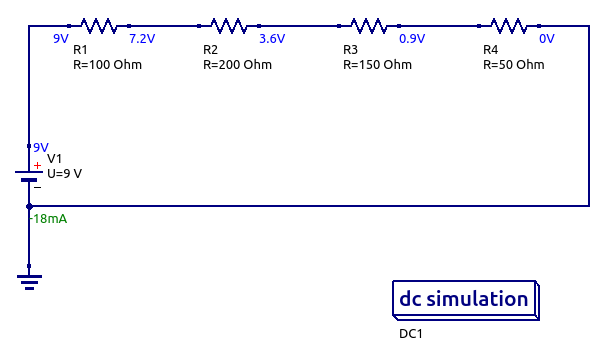 9V 7.2V 3.6V 0.9V 0V
R1 R2 R3 R4
R=100 Ohm R=200 Ohm R=150 Ohm R=50 Ohm
9V
+ V1
U=9 V
−
-18mA
dc simulation
DC1